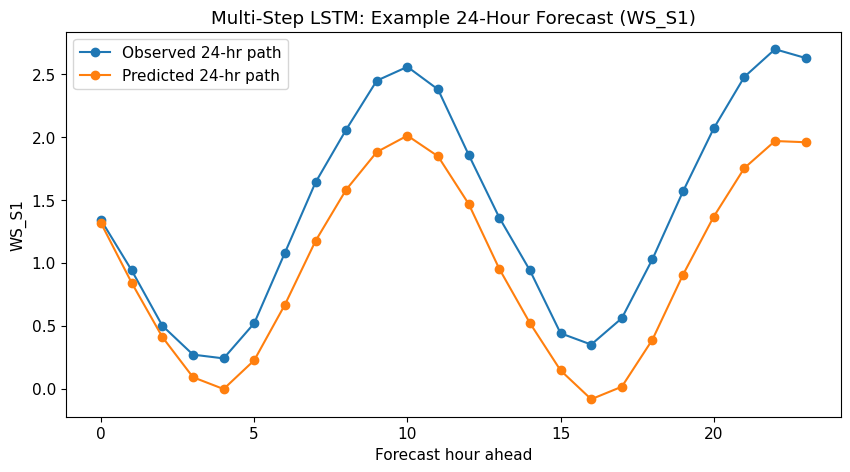 Multi-Step LSTM: Example 24-Hour Forecast (WS_S1)
Observed 24-hr path
Predicted 24-hr path
WS_S1
2.5
2.0
1.5
1.0
0.5
0.0
0
5
10
15
20
Forecast hour ahead